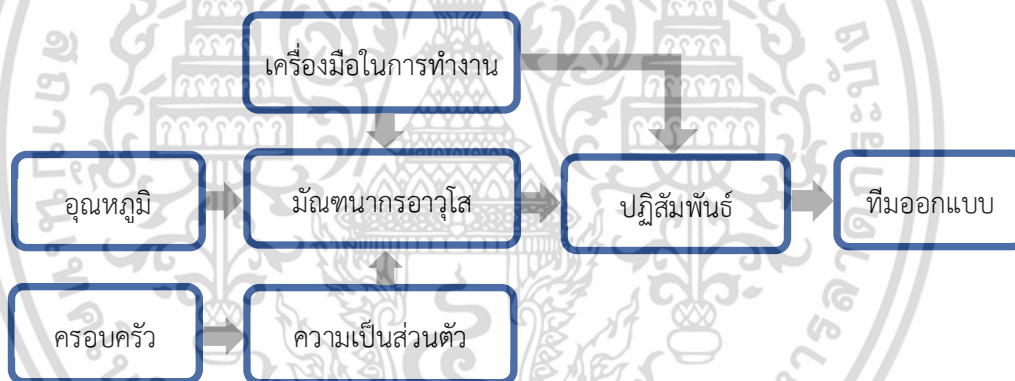 เครื่องมือในการทำงาน
อุณหภูมิ
มัณฑนากรอาวุโส
ปฏิสัมพันธ์
ทีมออกแบบ
ครอบครัว
ความเป็นส่วนตัว